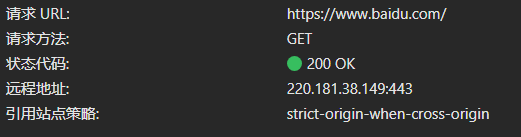 请求 URL: https://www.baidu.com/
请求方法: GET
状态代码: 200 OK
远程地址: 220.181.38.149:443
引用站点策略: strict-origin-when-cross-origin